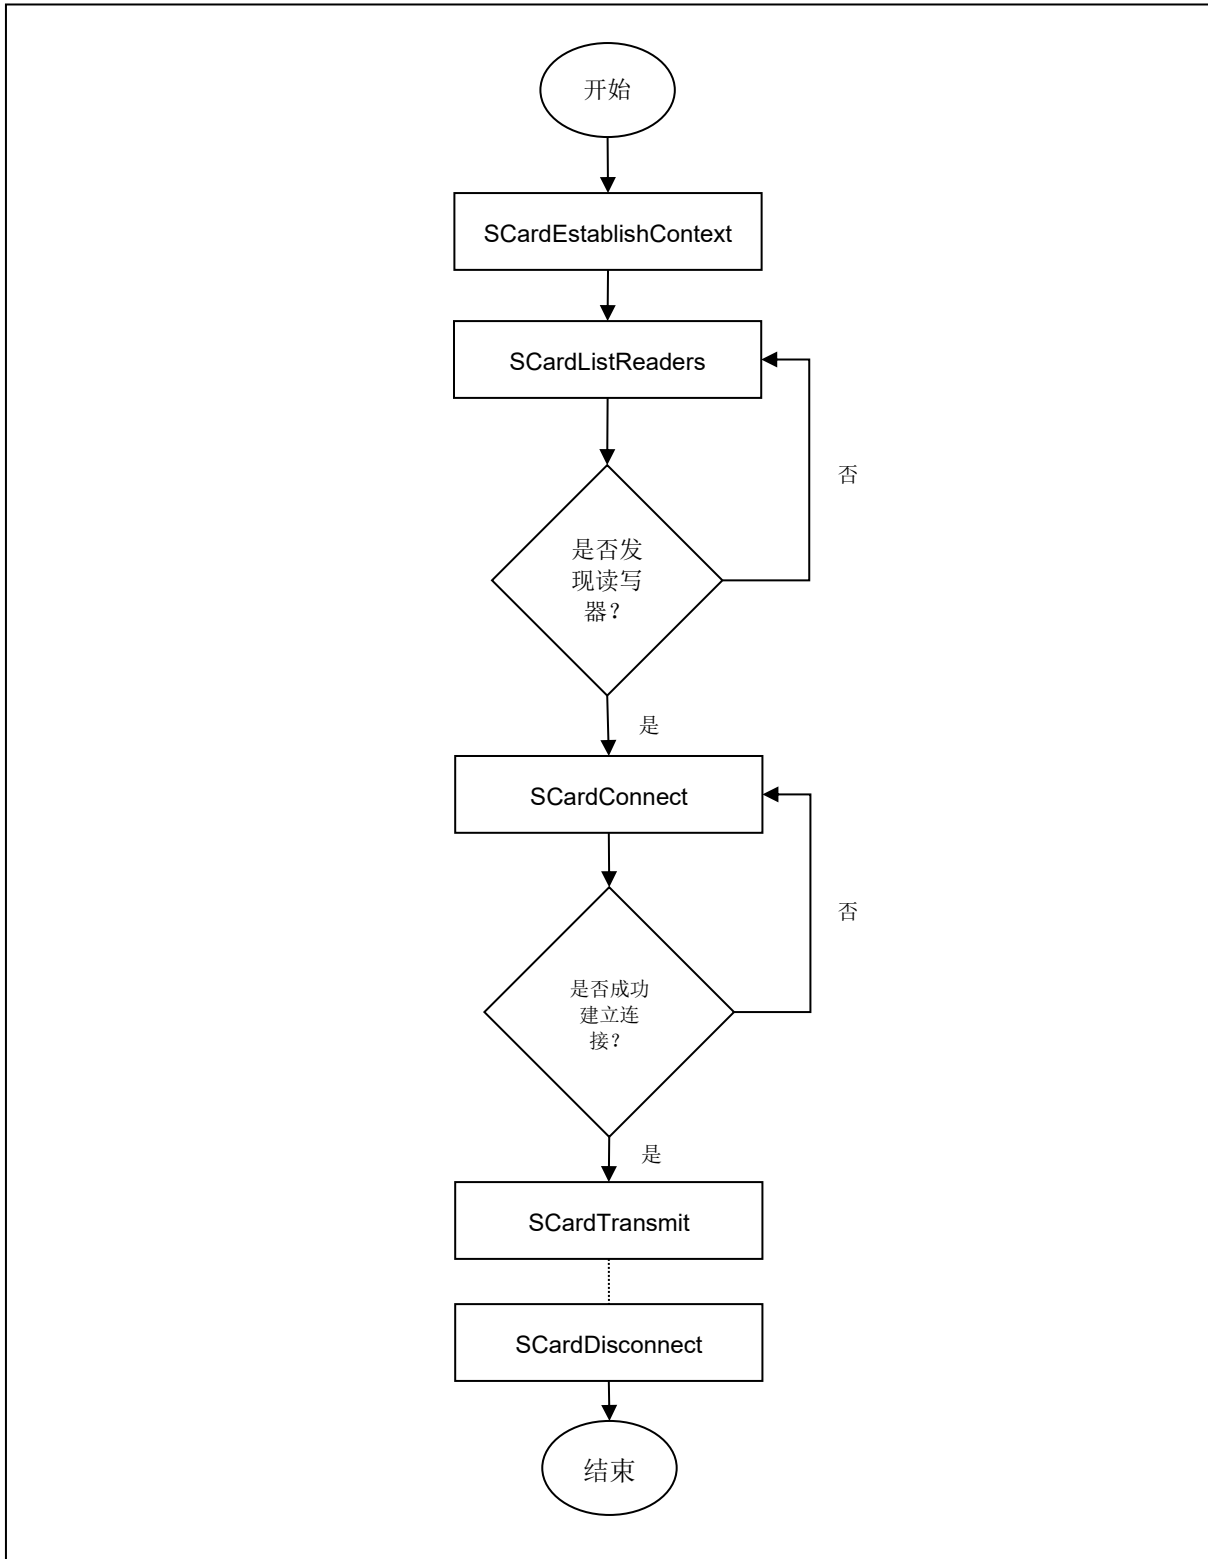 开始
SCardEstablishContext
SCardListReaders
否
是否发
现读写
器？
是
SCardConnect
否
是否成功
建立连
接？
是
SCardTransmit
SCardDisconnect
结束